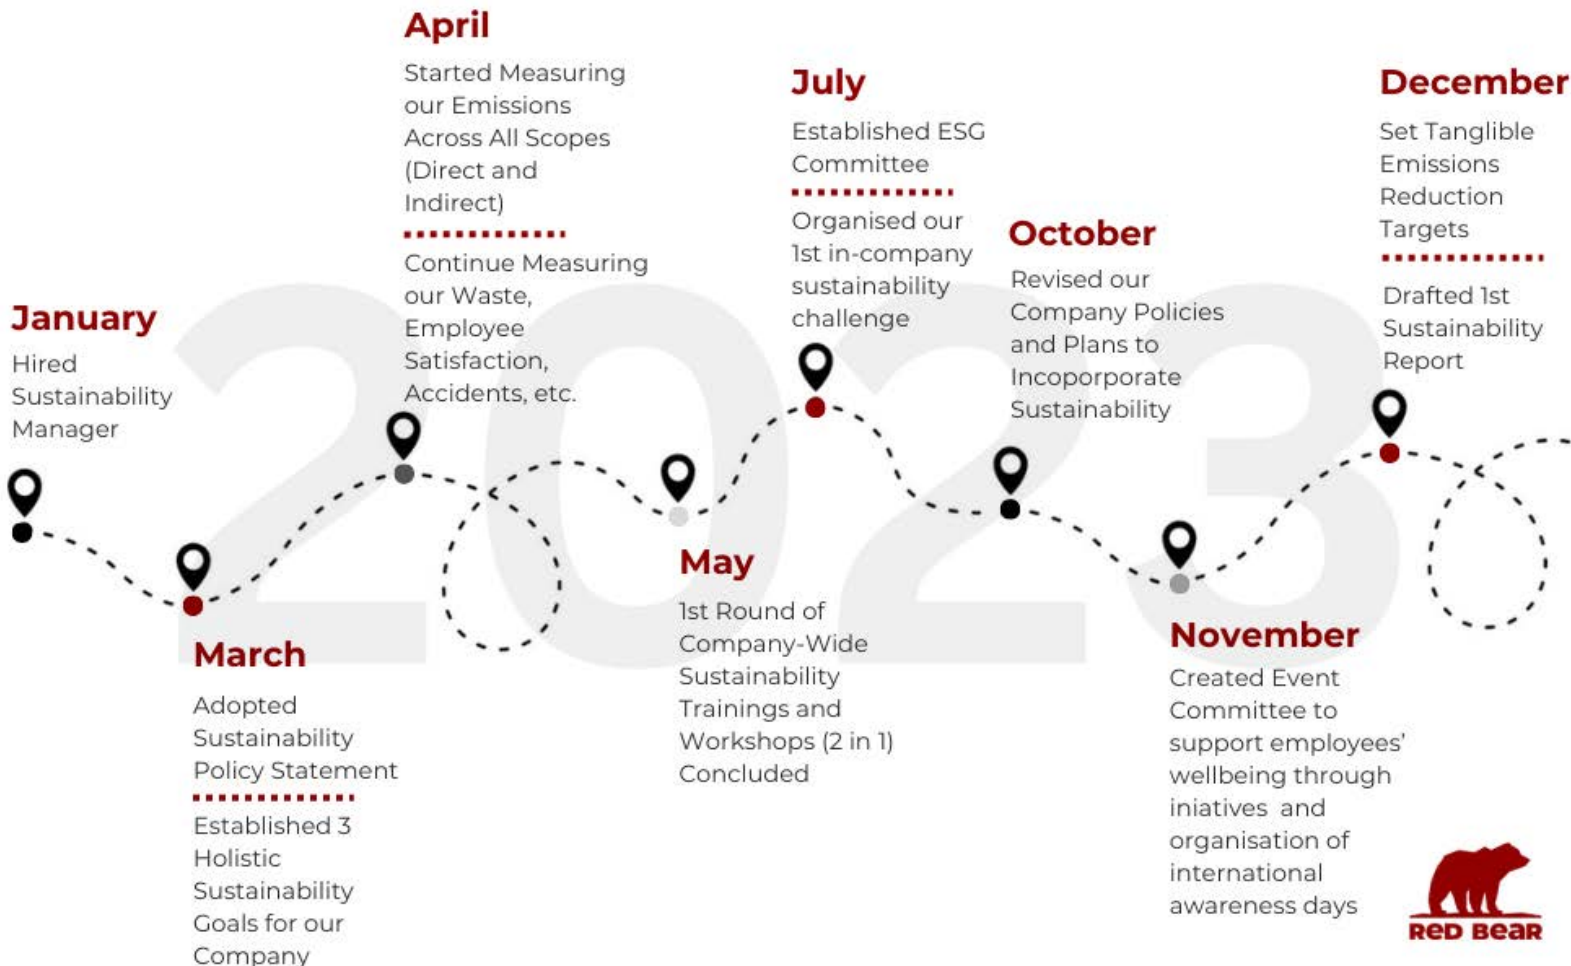 January
Hired
Sustainability
Manager
March
Adopted
Sustainability
Policy Statement
Established 3
Holistic
Sustainability
Goals for our
Company
April
Started Measuring
our Emissions
Across All Scopes
(Direct and
Indirect)
Continue Measuring
our Waste,
Employee
Satisfaction,
Accidents, etc.
May
1st Round of
Company-Wide
Sustainability
Trainings and
Workshops (2 in 1)
Concluded
July
Established ESG
Committee
Organised our
1st in-company
sustainability
challenge
October
Revised our
Company Policies
and Plans to
Incoporporate
Sustainability
November
Created Event
Committee to
support employees’
wellbeing through
iniatives and
organisation of
international
awareness days
December
Set Tanglible
Emissions
Reduction
Targets
Drafted 1st
Sustainability
Report
2023
RED BeaR